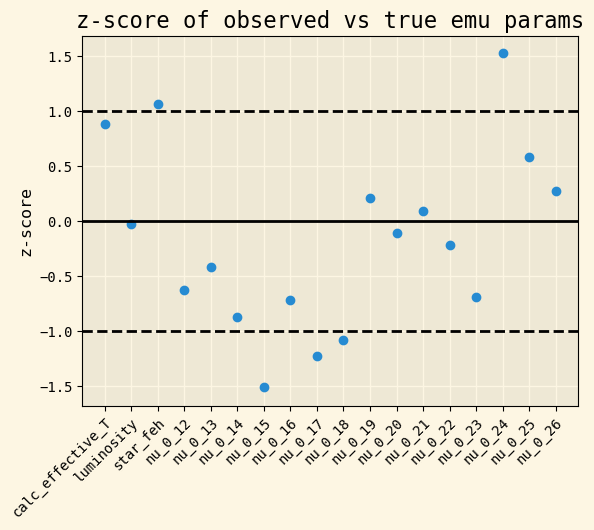 z-score of observed vs true emu params
z-score
1.5
1.0
0.5
0.0
−0.5
−1.0
−1.5
calc_effective_T
luminosity
star_feh
nu_0_12
nu_0_13
nu_0_14
nu_0_15
nu_0_16
nu_0_17
nu_0_18
nu_0_19
nu_0_20
nu_0_21
nu_0_22
nu_0_23
nu_0_24
nu_0_25
nu_0_26